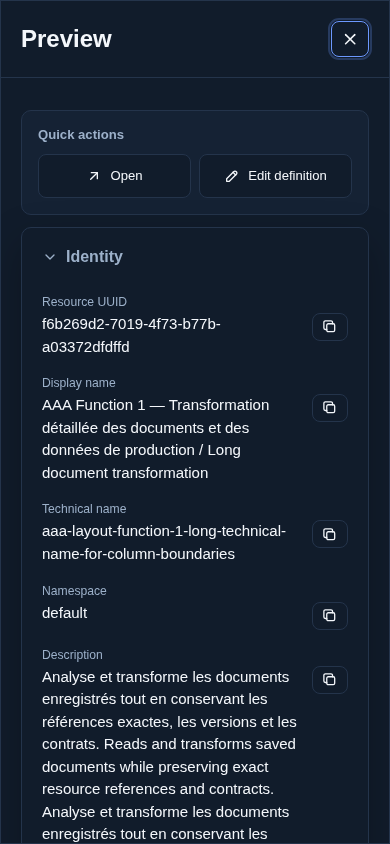 Preview
Quick actions
Open
Edit definition
Identity
Resource UUID
f6b269d2-7019-4f73-b77b-
a03372dfdffd
Display name
AAA Function 1 — Transformation
détaillée des documents et des
données de production / Long
document transformation
Technical name
aaa-layout-function-1-long-technical-
name-for-column-boundaries
Namespace
default
Description
Analyse et transforme les documents
enregistrés tout en conservant les
références exactes, les versions et les
contrats. Reads and transforms saved
documents while preserving exact
resource references and contracts.
Analyse et transforme les documents
enregistrés tout en conservant les